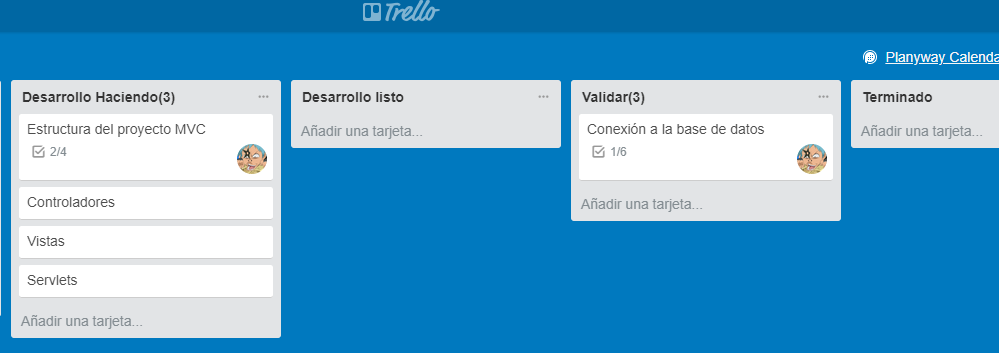 Trello
Planyway Calenda
Desarrollo Haciendo(3)
Estructura del proyecto MVC
2/4
Controladores
Vistas
Servlets
Añadir una tarjeta...
Desarrollo listo
Añadir una tarjeta...
Validar(3)
Conexión a la base de datos
1/6
Añadir una tarjeta...
Terminado
Añadir una tarjeta...